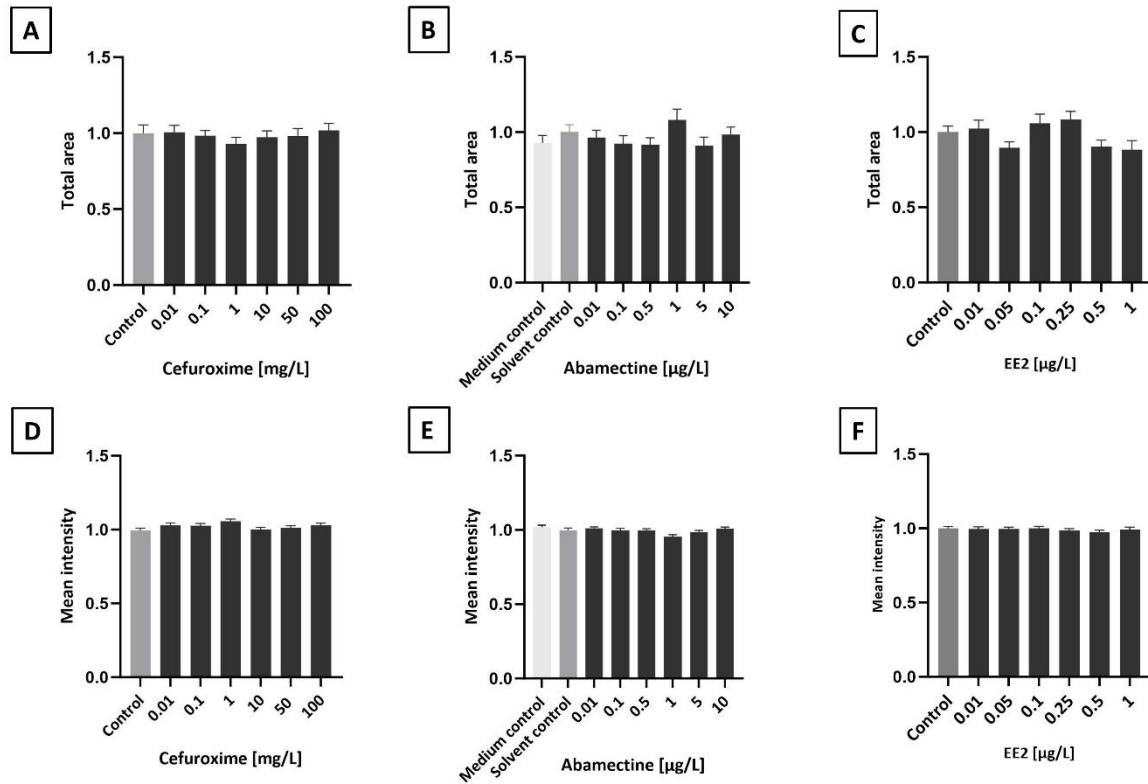 A
Total area
1.5
1.0
0.5
0.0
Control
0.01
0.1
1
10
50
100
Cefuroxime [mg/L]
B
Total area
1.5
1.0
0.5
0.0
Medium control
Solvent control
0.01
0.1
0.5
1
5
10
Abamectine [µg/L]
C
Total area
1.5
1.0
0.5
0.0
Control
0.01
0.05
0.1
0.25
0.5
1
EE2 [µg/L]
D
Mean intensity
1.5
1.0
0.5
0.0
Control
0.01
0.1
1
10
50
100
Cefuroxime [mg/L]
E
Mean intensity
1.5
1.0
0.5
0.0
Medium control
Solvent control
0.01
0.1
0.5
1
5
10
Abamectine [µg/L]
F
Mean intensity
1.5
1.0
0.5
0.0
Control
0.01
0.05
0.1
0.25
0.5
1
EE2 [µg/L]